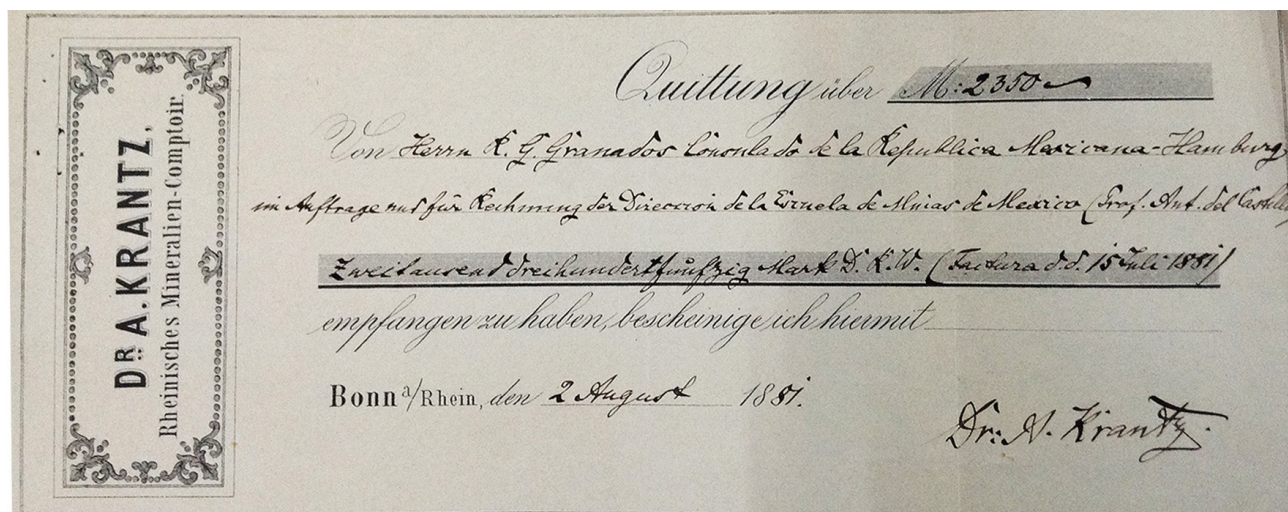 DR. A. KRANTZ,
Rheinisches Mineralien-Comptoir.
Quittung über M: 2350
Von Herrn K. G. Granados Consulado de la Republica Mexicana - Hamburg
im Auftrage und für Rechnung der Direccion de la Escuela de Minas de Mexico (Prof. Ant. del Castillo
Zweitausend dreihundertfünfzig Mark D. R. W. (Factura d. d. 15 Juli 1881)
empfangen zu haben, bescheinige ich hiermit
Bonn a/Rhein, den 2 August 1881.
Dr: A. Krantz.